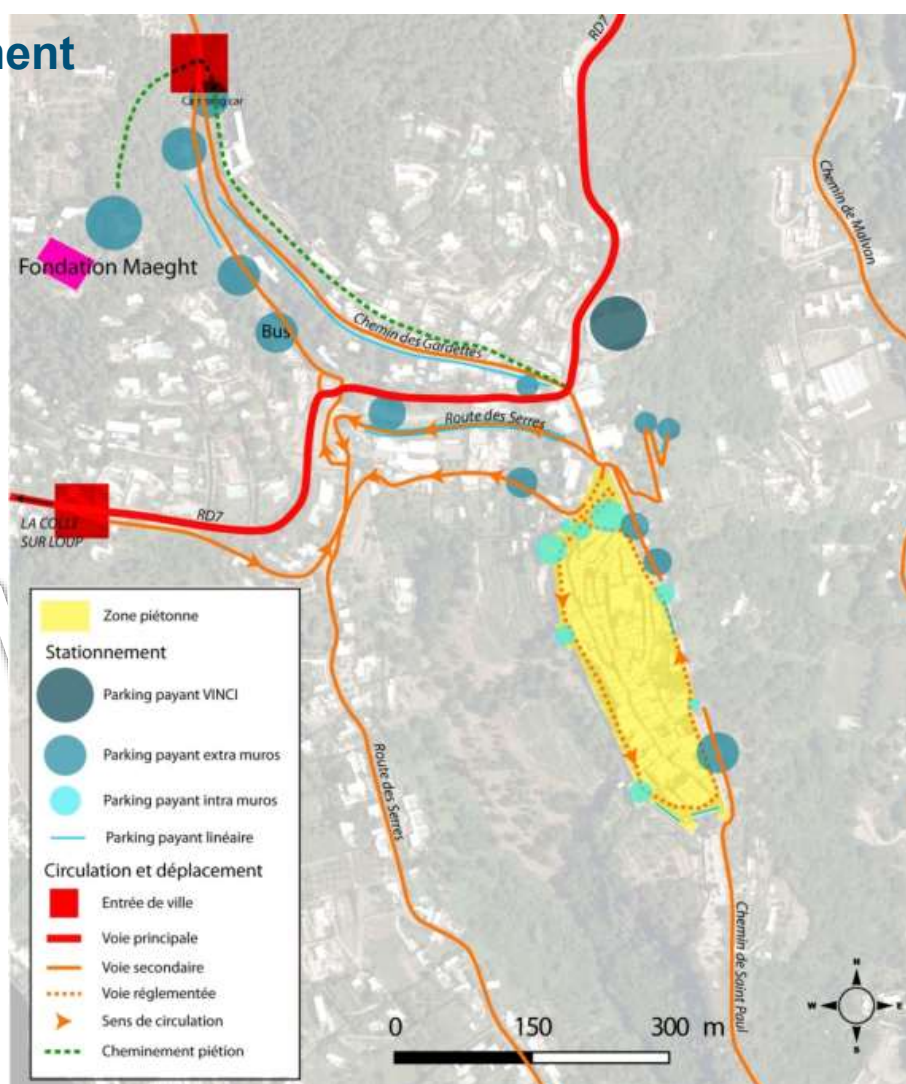 nent
RD7
Camping car
Chemin de Malvan
Fondation Maeght
Bus
Chemin des Gardettes
Route des Serres
RD7
LA COLLE
SUR LOUP
Zone piétonne
Stationnement
Parking payant VINCI
Parking payant extra muros
Parking payant intra muros
Parking payant linéaire
Circulation et déplacement
Entrée de ville
Voie principale
Voie secondaire
Voie réglementée
Sens de circulation
Cheminement piétion
Route des Serres
Chemin de Saint Paul
0 150 300 m
N
W E
S